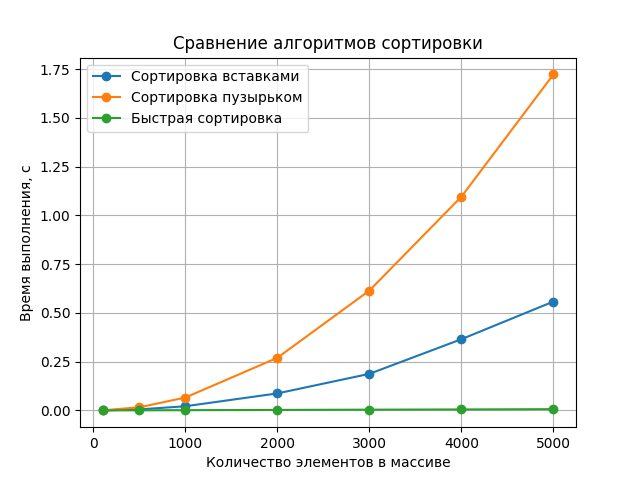 Сравнение алгоритмов сортировки
Сортировка вставками
Сортировка пузырьком
Быстрая сортировка
Время выполнения, с
1.75
1.50
1.25
1.00
0.75
0.50
0.25
0.00
0 1000 2000 3000 4000 5000
Количество элементов в массиве